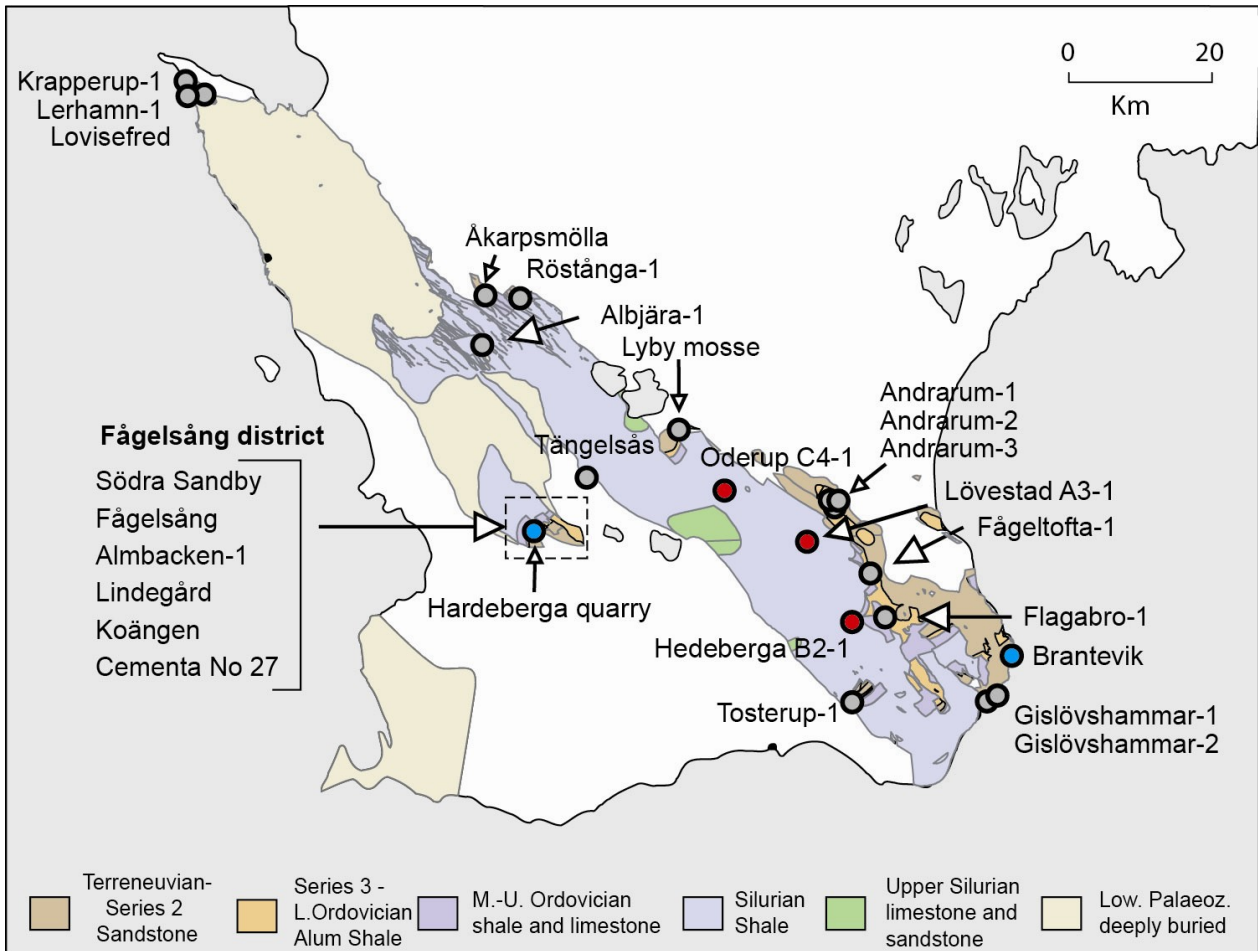 0 20
Km
Krapperup-1
Lerhamn-1
Lovisefred
Åkarpsmölla
Röstånga-1
Albjära-1
Lyby mosse
Andrarum-1
Andrarum-2
Andrarum-3
Fågelsång district
Södra Sandby
Fågelsång
Almbacken-1
Lindegård
Koängen
Cementa No 27
Tängelsås
Oderup C4-1
Lövestad A3-1
Fågeltofta-1
Hardeberga quarry
Flagabro-1
Hedeberga B2-1
Brantevik
Tosterup-1
Gislövshammar-1
Gislövshammar-2
Terreneuvian-
Series 2
Sandstone
Series 3 -
L.Ordovician
Alum Shale
M.-U. Ordovician
shale and limestone
Silurian
Shale
Upper Silurian
limestone and
sandstone
Low. Palaeoz.
deeply buried